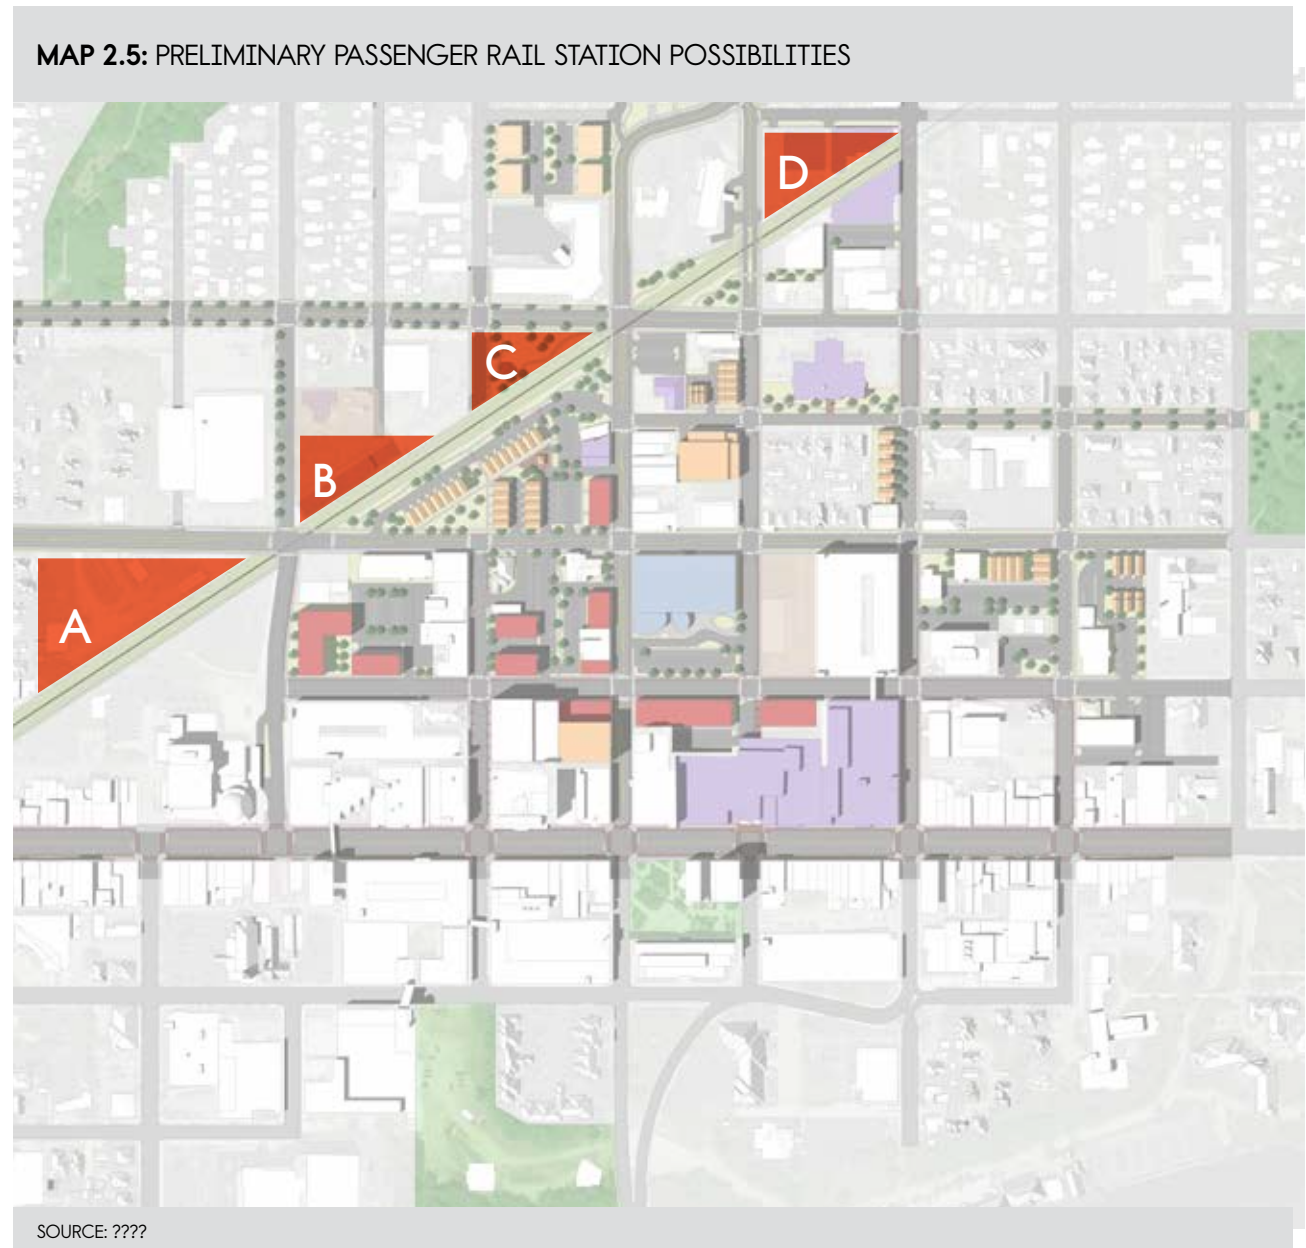 MAP 2.5: PRELIMINARY PASSENGER RAIL STATION POSSIBILITIES
D
C
B
A
SOURCE: ????